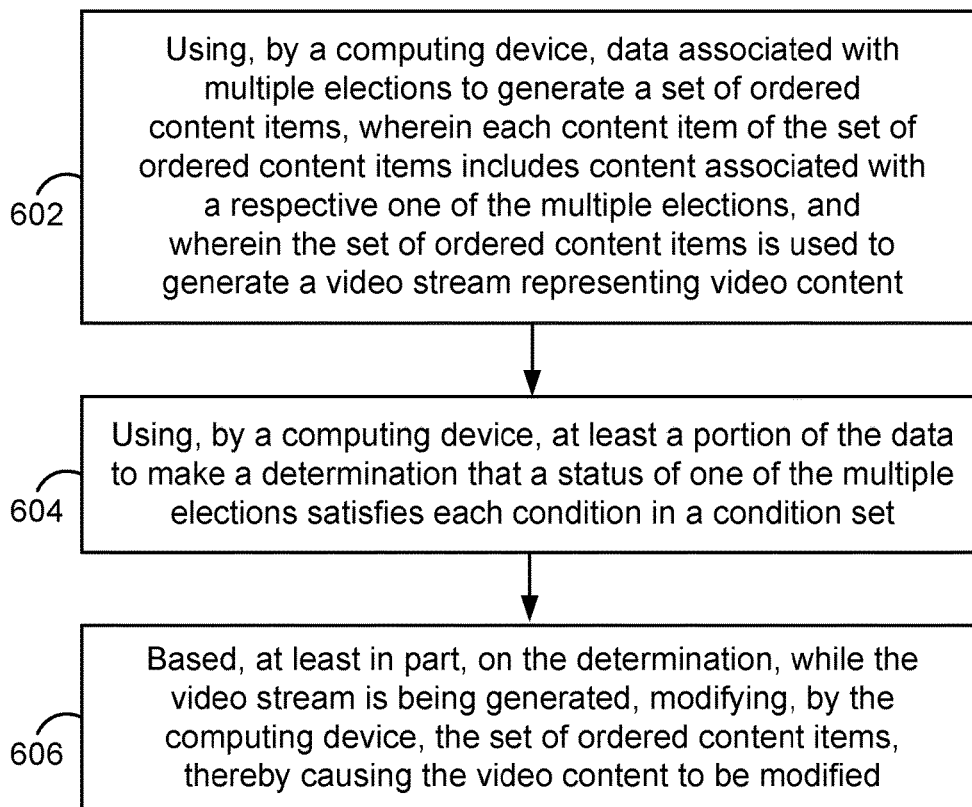 Using, by a computing device, data associated with
multiple elections to generate a set of ordered
content items, wherein each content item of the set of
ordered content items includes content associated with
a respective one of the multiple elections, and
wherein the set of ordered content items is used to
generate a video stream representing video content
602
Using, by a computing device, at least a portion of the data
to make a determination that a status of one of the multiple
elections satisfies each condition in a condition set
604
Based, at least in part, on the determination, while the
video stream is being generated, modifying, by the
computing device, the set of ordered content items,
thereby causing the video content to be modified
606